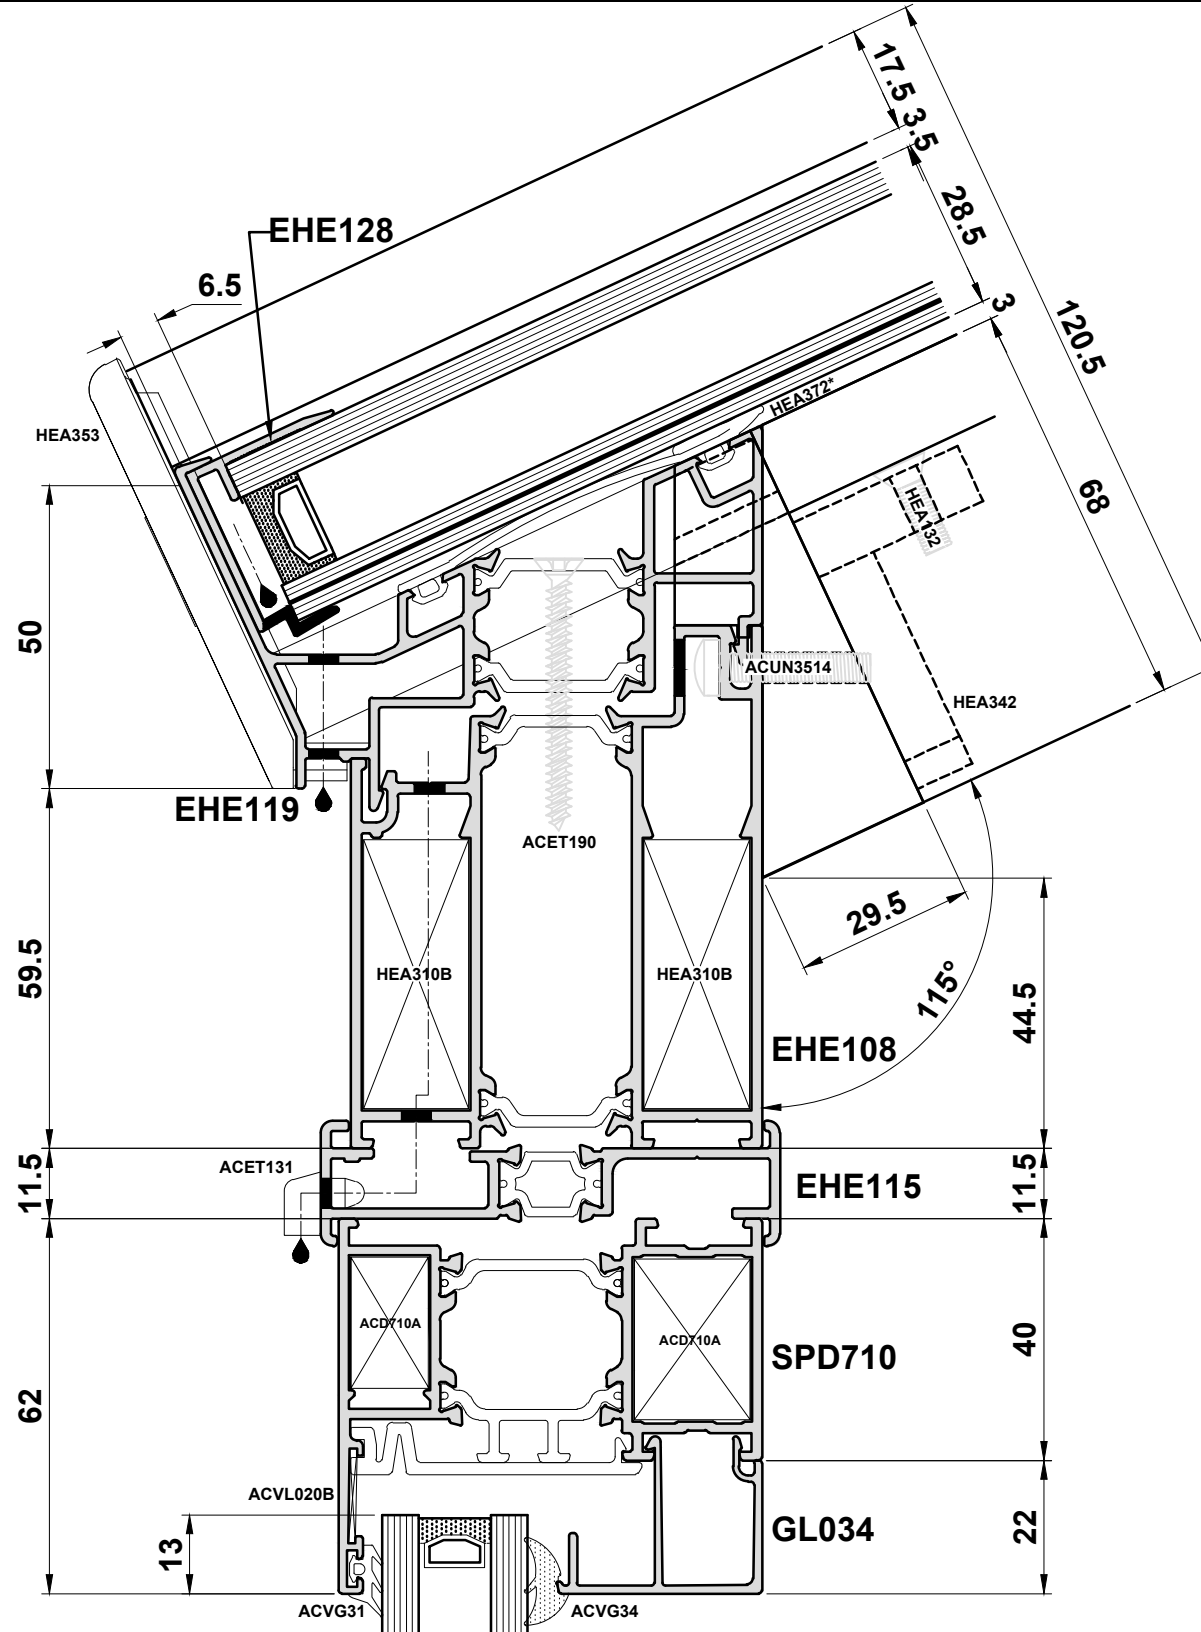 17.5
3.5
28.5
3
120.5
68
EHE128
6.5
HEA353
HEA372*
HEA132
50
ACUN3514
HEA342
EHE119
ACET190
29.5
59.5
HEA310B
HEA310B
115°
44.5
EHE108
ACET131
11.5
EHE115
11.5
ACD710A
ACD710A
40
SPD710
62
ACVL020B
GL034
22
13
ACVG31
ACVG34